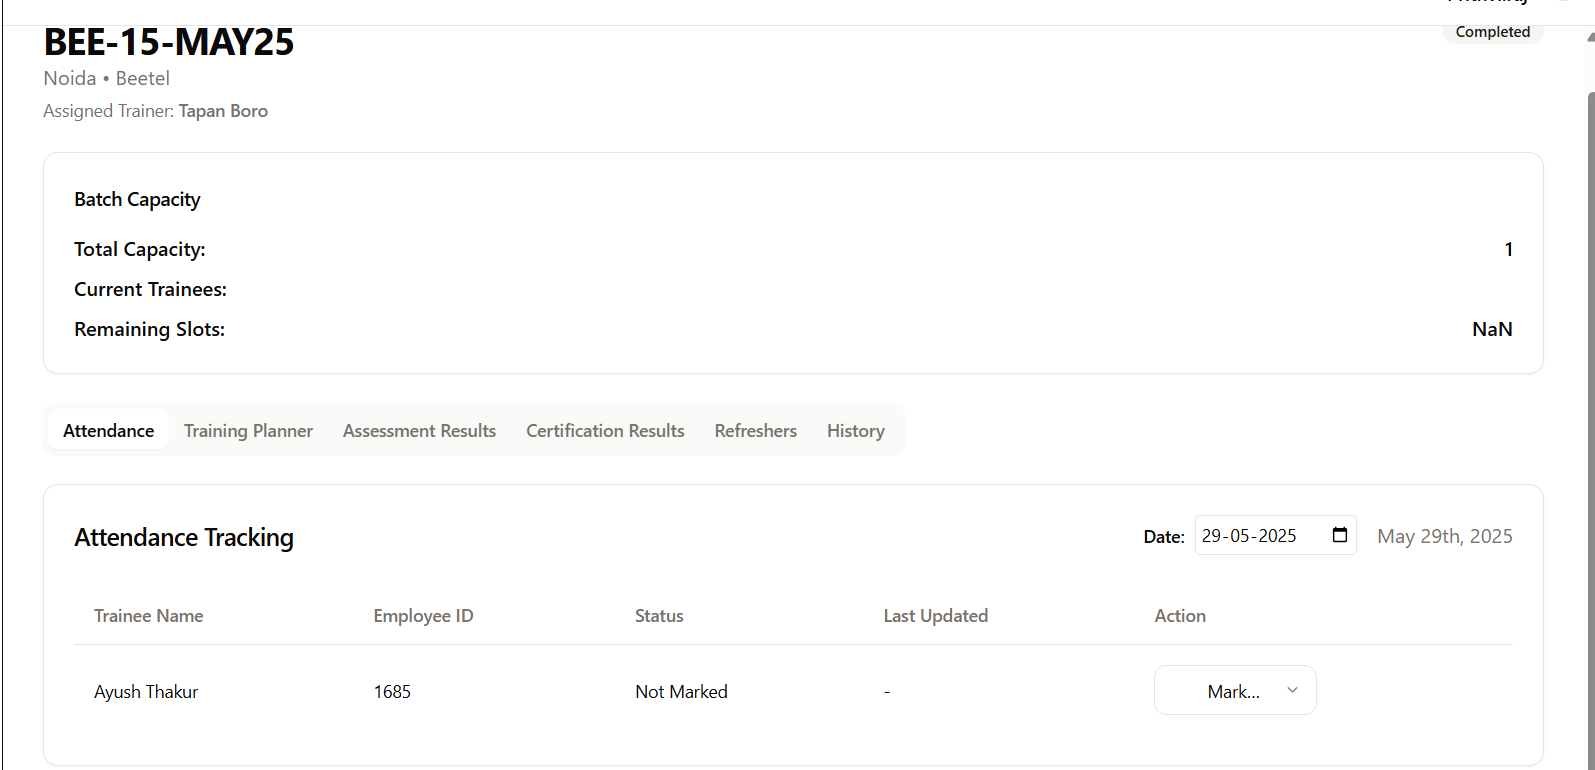 BEE-15-MAY25
Completed
Noida • Beetel
Assigned Trainer: Tapan Boro
Batch Capacity
Total Capacity: 1
Current Trainees:
Remaining Slots: NaN
Attendance Training Planner Assessment Results Certification Results Refreshers History
Attendance Tracking
Date: 29-05-2025 May 29th, 2025
Trainee Name Employee ID Status Last Updated Action
Ayush Thakur 1685 Not Marked - Mark...